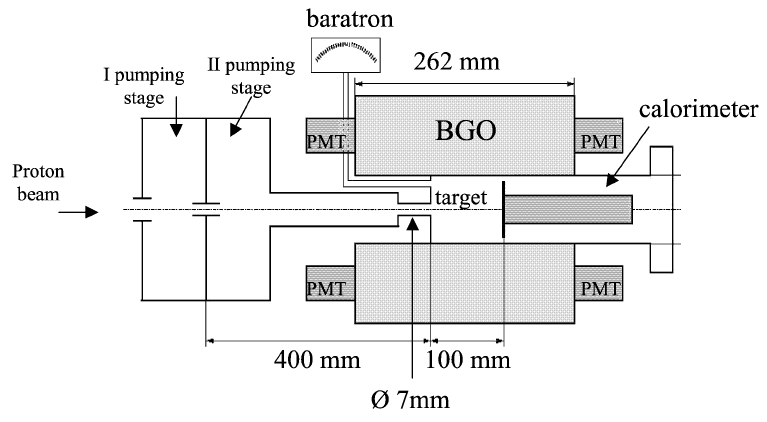 baratron
I pumping
stage
II pumping
stage
262 mm
calorimeter
PMT
BGO
PMT
Proton
beam
target
PMT
PMT
400 mm
100 mm
Ø 7mm